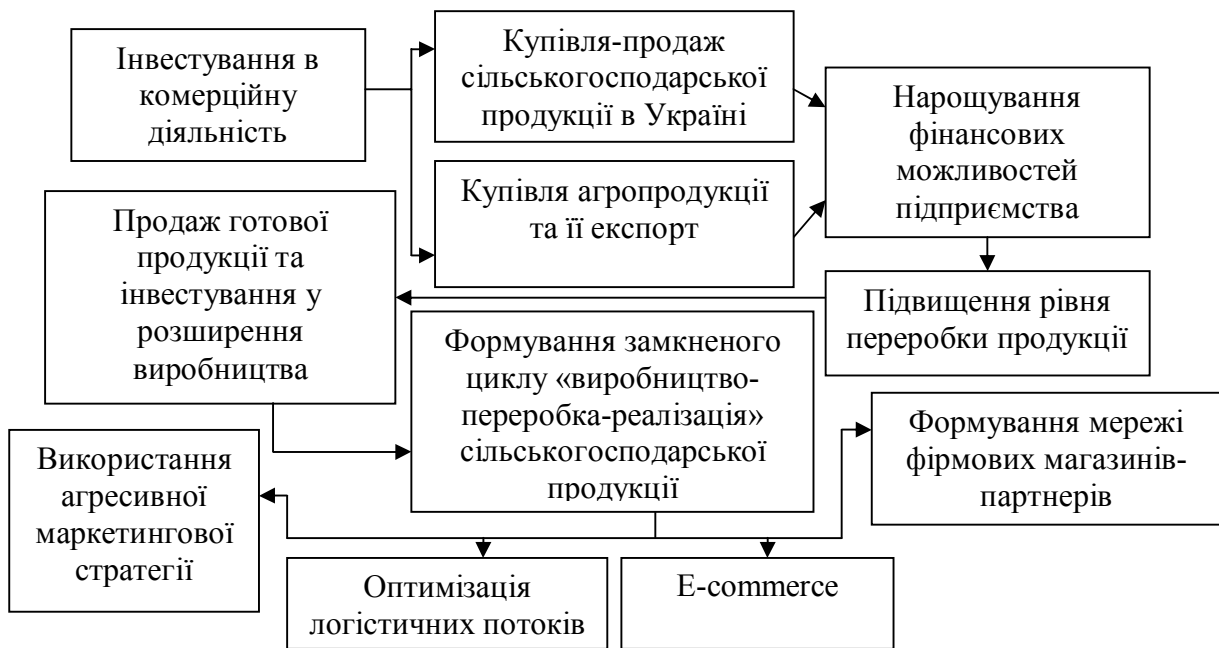 Інвестування в
комерційну
діяльність
Купівля-продаж
сільськогосподарської
продукції в Україні
Купівля агропродукції
та її експорт
Нарощування
фінансових
можливостей
підприємства
Підвищення рівня
переробки продукції
Продаж готової
продукції та
інвестування у
розширення
виробництва
Формування замкненого
циклу «виробництво-
переробка-реалізація»
сільськогосподарської
продукції
Використання
агресивної
маркетингової
стратегії
Оптимізація
логістичних потоків
E-commerce
Формування мережі
фірмових магазинів-
партнерів